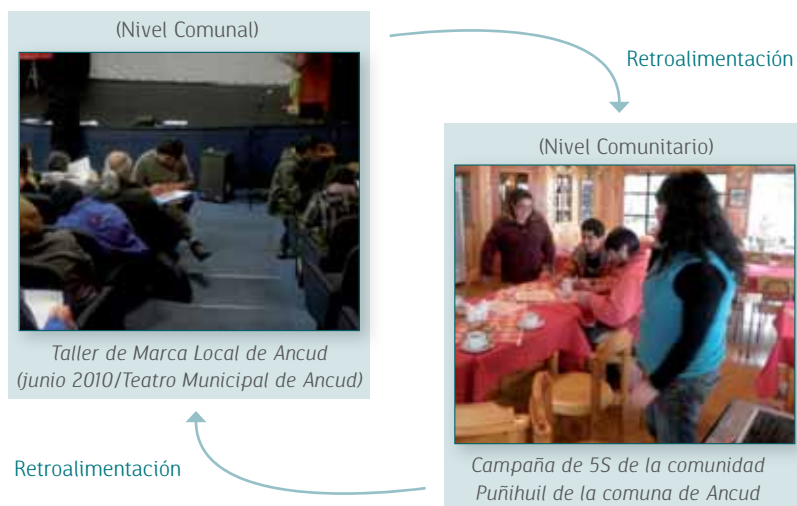 (Nivel Comunal)
Retroalimentación
(Nivel Comunitario)
Taller de Marca Local de Ancud
(junio 2010/Teatro Municipal de Ancud)
Retroalimentación
Campaña de 5S de la comunidad
Puñihuil de la comuna de Ancud